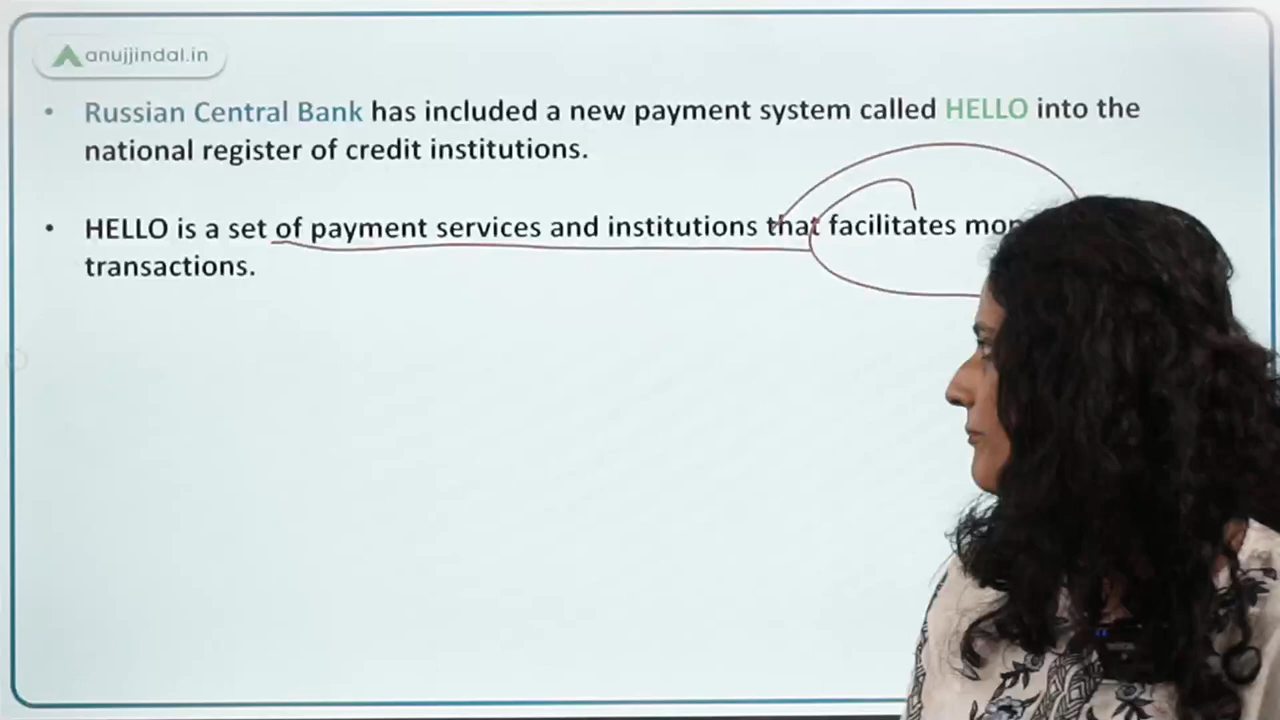 anujjindal.in
• Russian Central Bank has included a new payment system called HELLO into the
national register of credit institutions.
• HELLO is a set of payment services and institutions that facilitates
transactions.